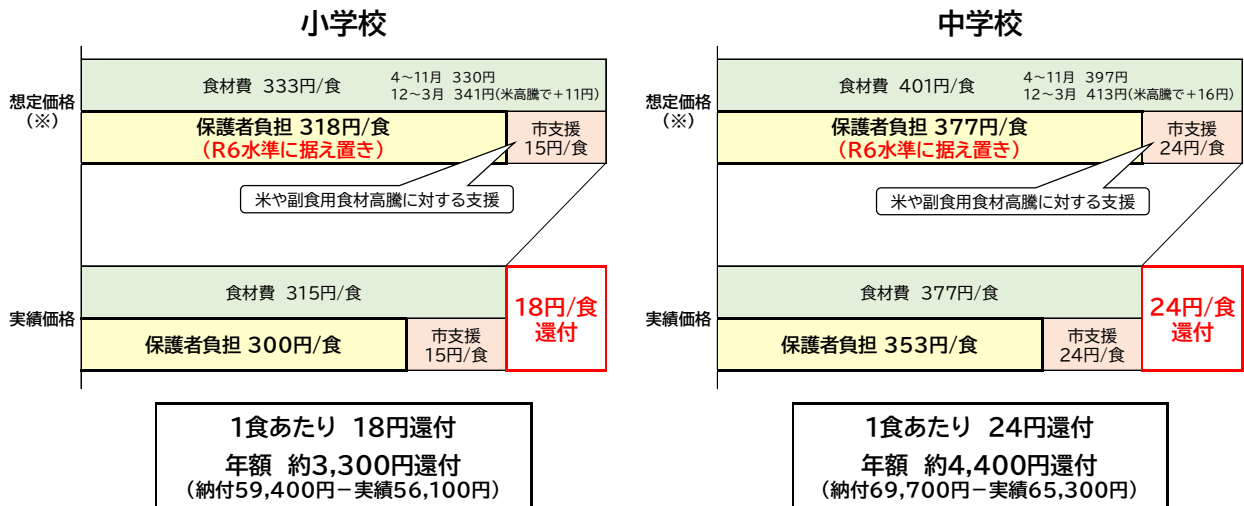 小学校
想定価格
(※)
食材費 333円/食
4～11月 330円
12～3月 341円(米高騰で+11円)
保護者負担 318円/食
(R6水準に据え置き)
市支援
15円/食
米や副食用食材高騰に対する支援
実績価格
食材費 315円/食
保護者負担 300円/食
市支援
15円/食
18円/食
還付
1食あたり 18円還付
年額 約3,300円還付
(納付59,400円－実績56,100円)
中学校
想定価格
(※)
食材費 401円/食
4～11月 397円
12～3月 413円(米高騰で+16円)
保護者負担 377円/食
(R6水準に据え置き)
市支援
24円/食
米や副食用食材高騰に対する支援
実績価格
食材費 377円/食
保護者負担 353円/食
市支援
24円/食
24円/食
還付
1食あたり 24円還付
年額 約4,400円還付
(納付69,700円－実績65,300円)